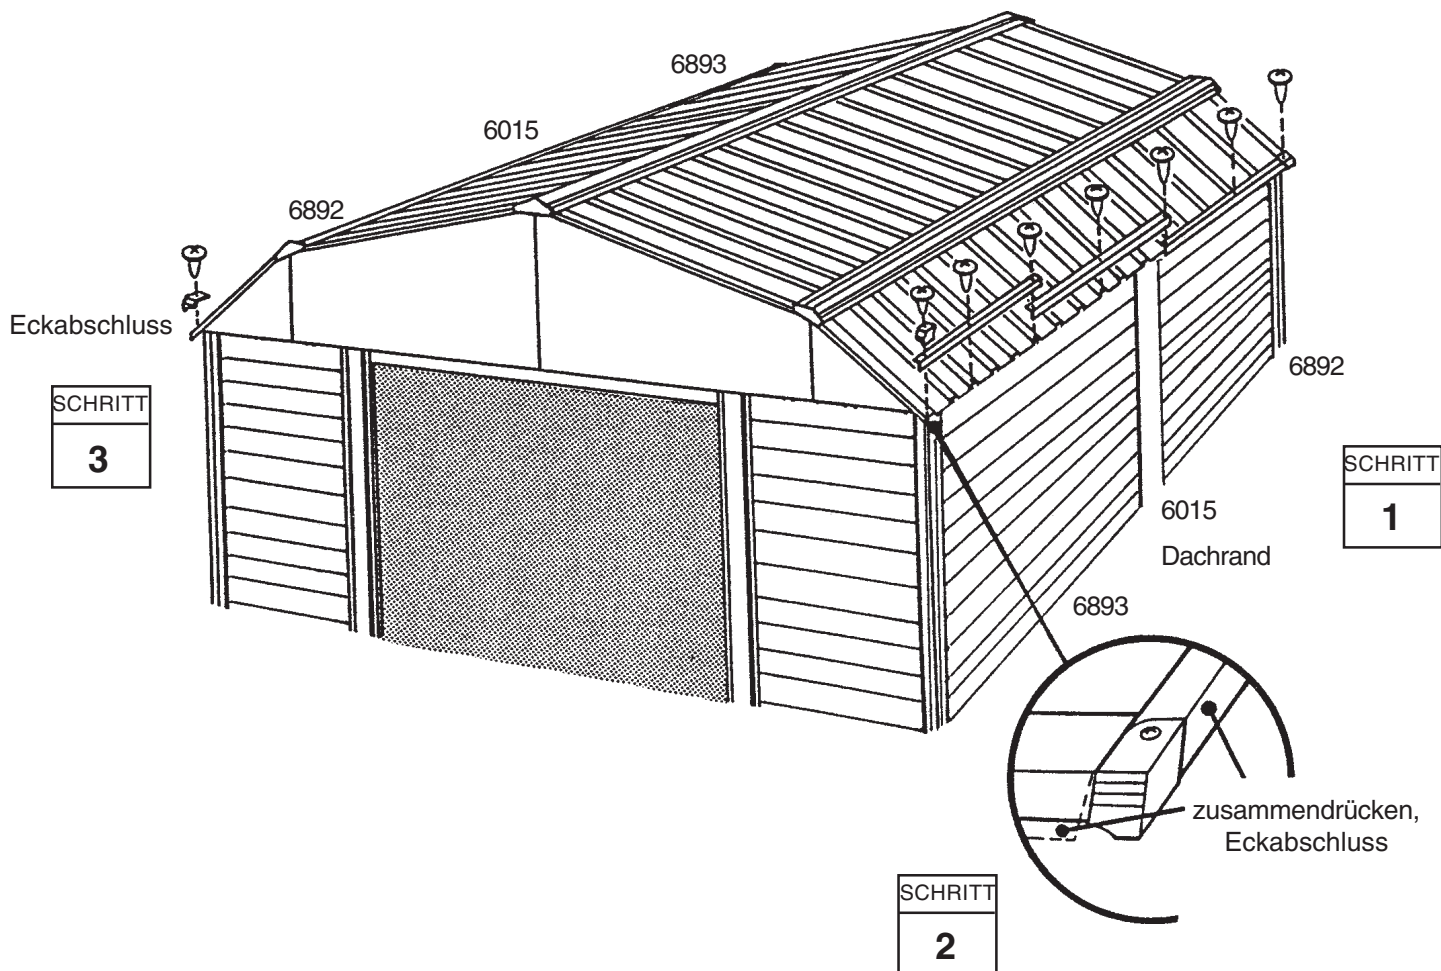 6893
6015
6892
Eckabschluss
SCHRITT
3
6892
SCHRITT
1
6015
Dachrand
6893
zusammendrücken,
Eckabschluss
SCHRITT
2